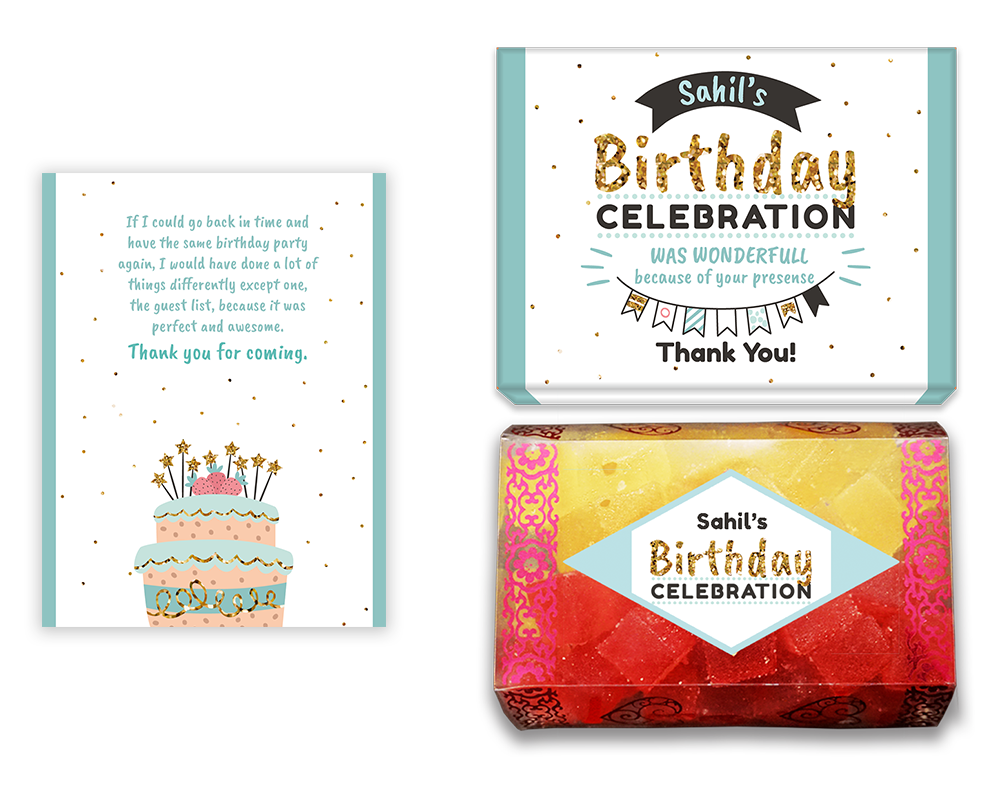 If I could go back in time and
have the same birthday party
again, I would have done a lot of
things differently except one,
the guest list, because it was
perfect and awesome.
Thank you for coming.
Sahil's
Birthday
CELEBRATION
WAS WONDERFULL
because of your presense
Thank You!
Sahil's
Birthday
CELEBRATION